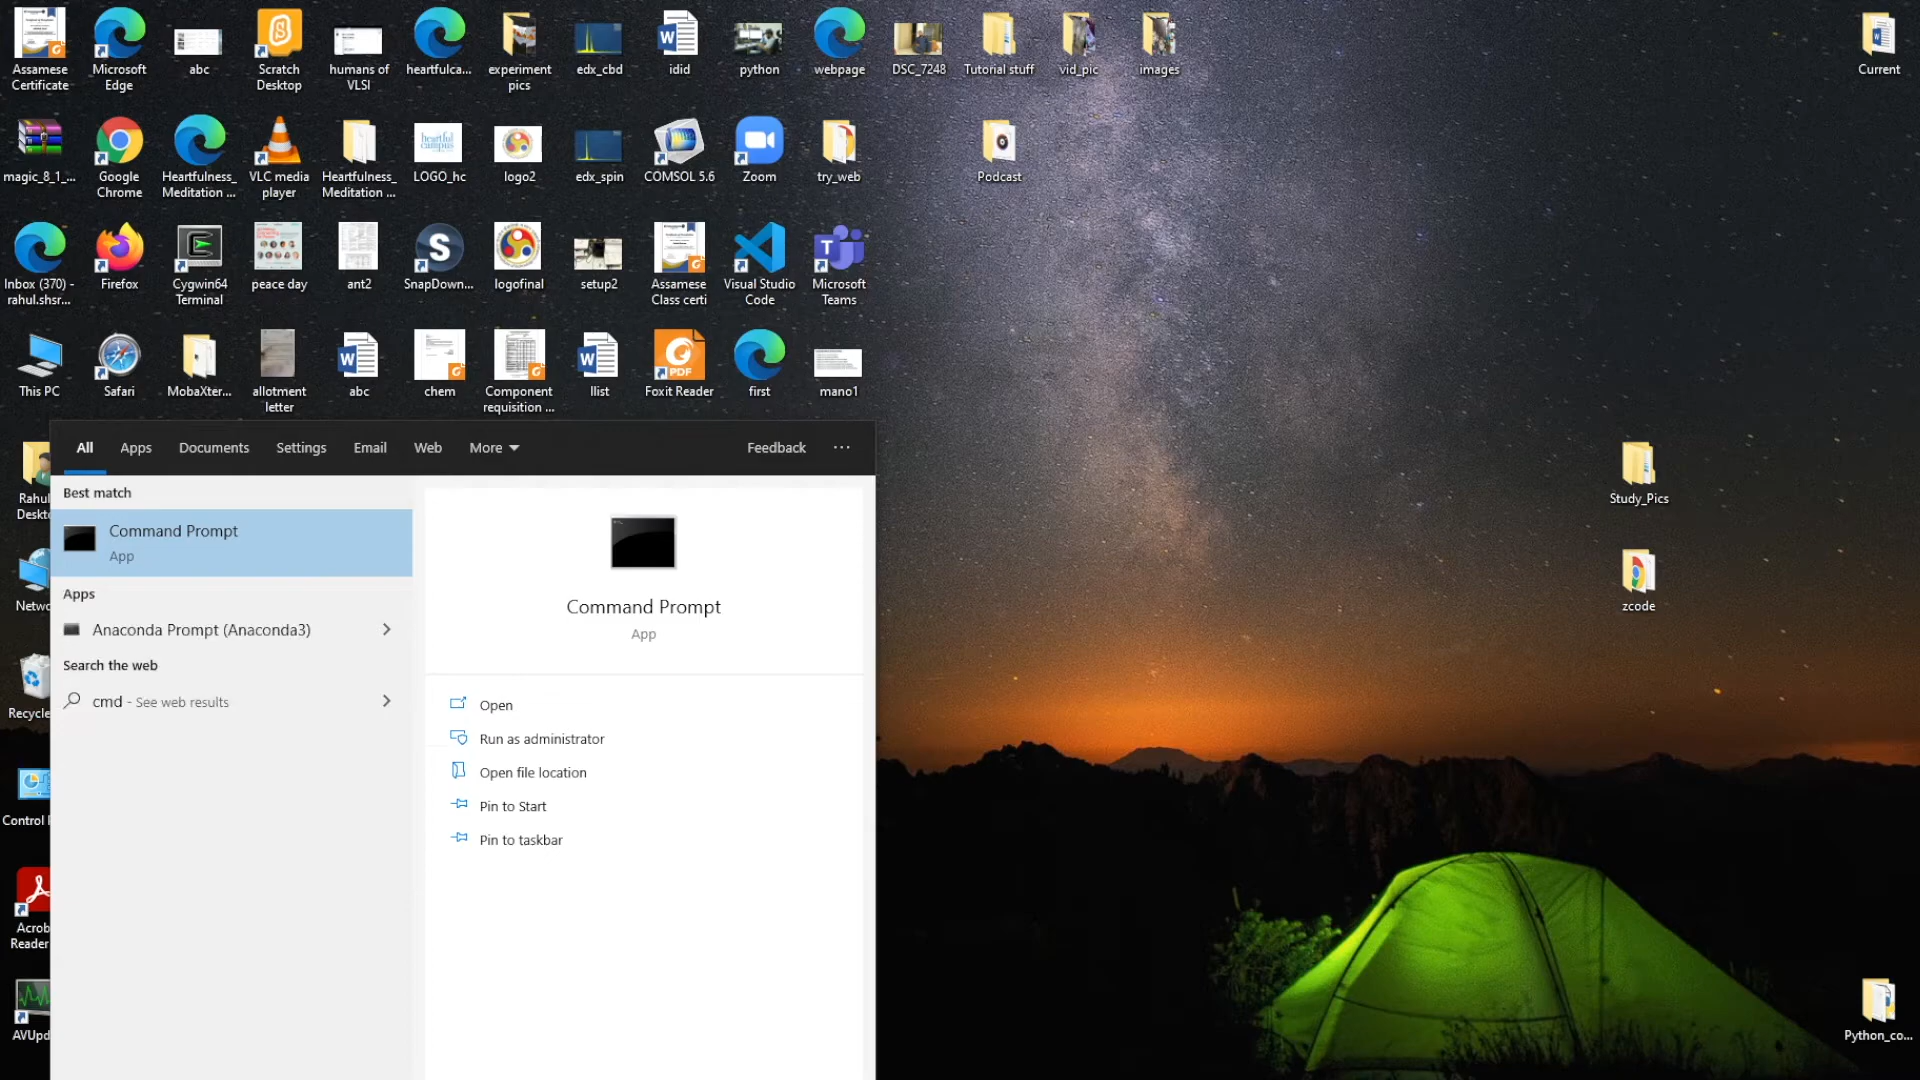 Assamese
Certificate
Microsoft
Edge
abc
Scratch
Desktop
humans of
VLSI
heartfulca...
experiment
pics
edx_cbd
idid
python
webpage
DSC_7248
Tutorial stuff
vid_pic
images
Current
magic_8_1_...
Google
Chrome
Heartfulness_
Meditation ...
VLC media
player
Heartfulness_
Meditation ...
LOGO_hc
logo2
edx_spin
COMSOL 5.6
Zoom
try_web
Podcast
Inbox (370) -
rahul.shsr...
Firefox
Cygwin64
Terminal
peace day
ant2
SnapDown...
logofinal
setup2
Assamese
Class certi
Visual Studio
Code
Microsoft
Teams
This PC
Safari
MobaXter...
allotment
letter
abc
chem
Component
requisition ...
llist
Foxit Reader
first
mano1
All
Apps
Documents
Settings
Email
Web
More
Feedback
...
Best match
Command Prompt
App
Apps
Anaconda Prompt (Anaconda3)
Search the web
cmd - See web results
Command Prompt
App
Open
Run as administrator
Open file location
Pin to Start
Pin to taskbar
Rahul
Deskto
Netwo
Recycle
Control
Acrob
Reader
AVUpd
Study_Pics
zcode
Python_co...
heartful
campus
PDF